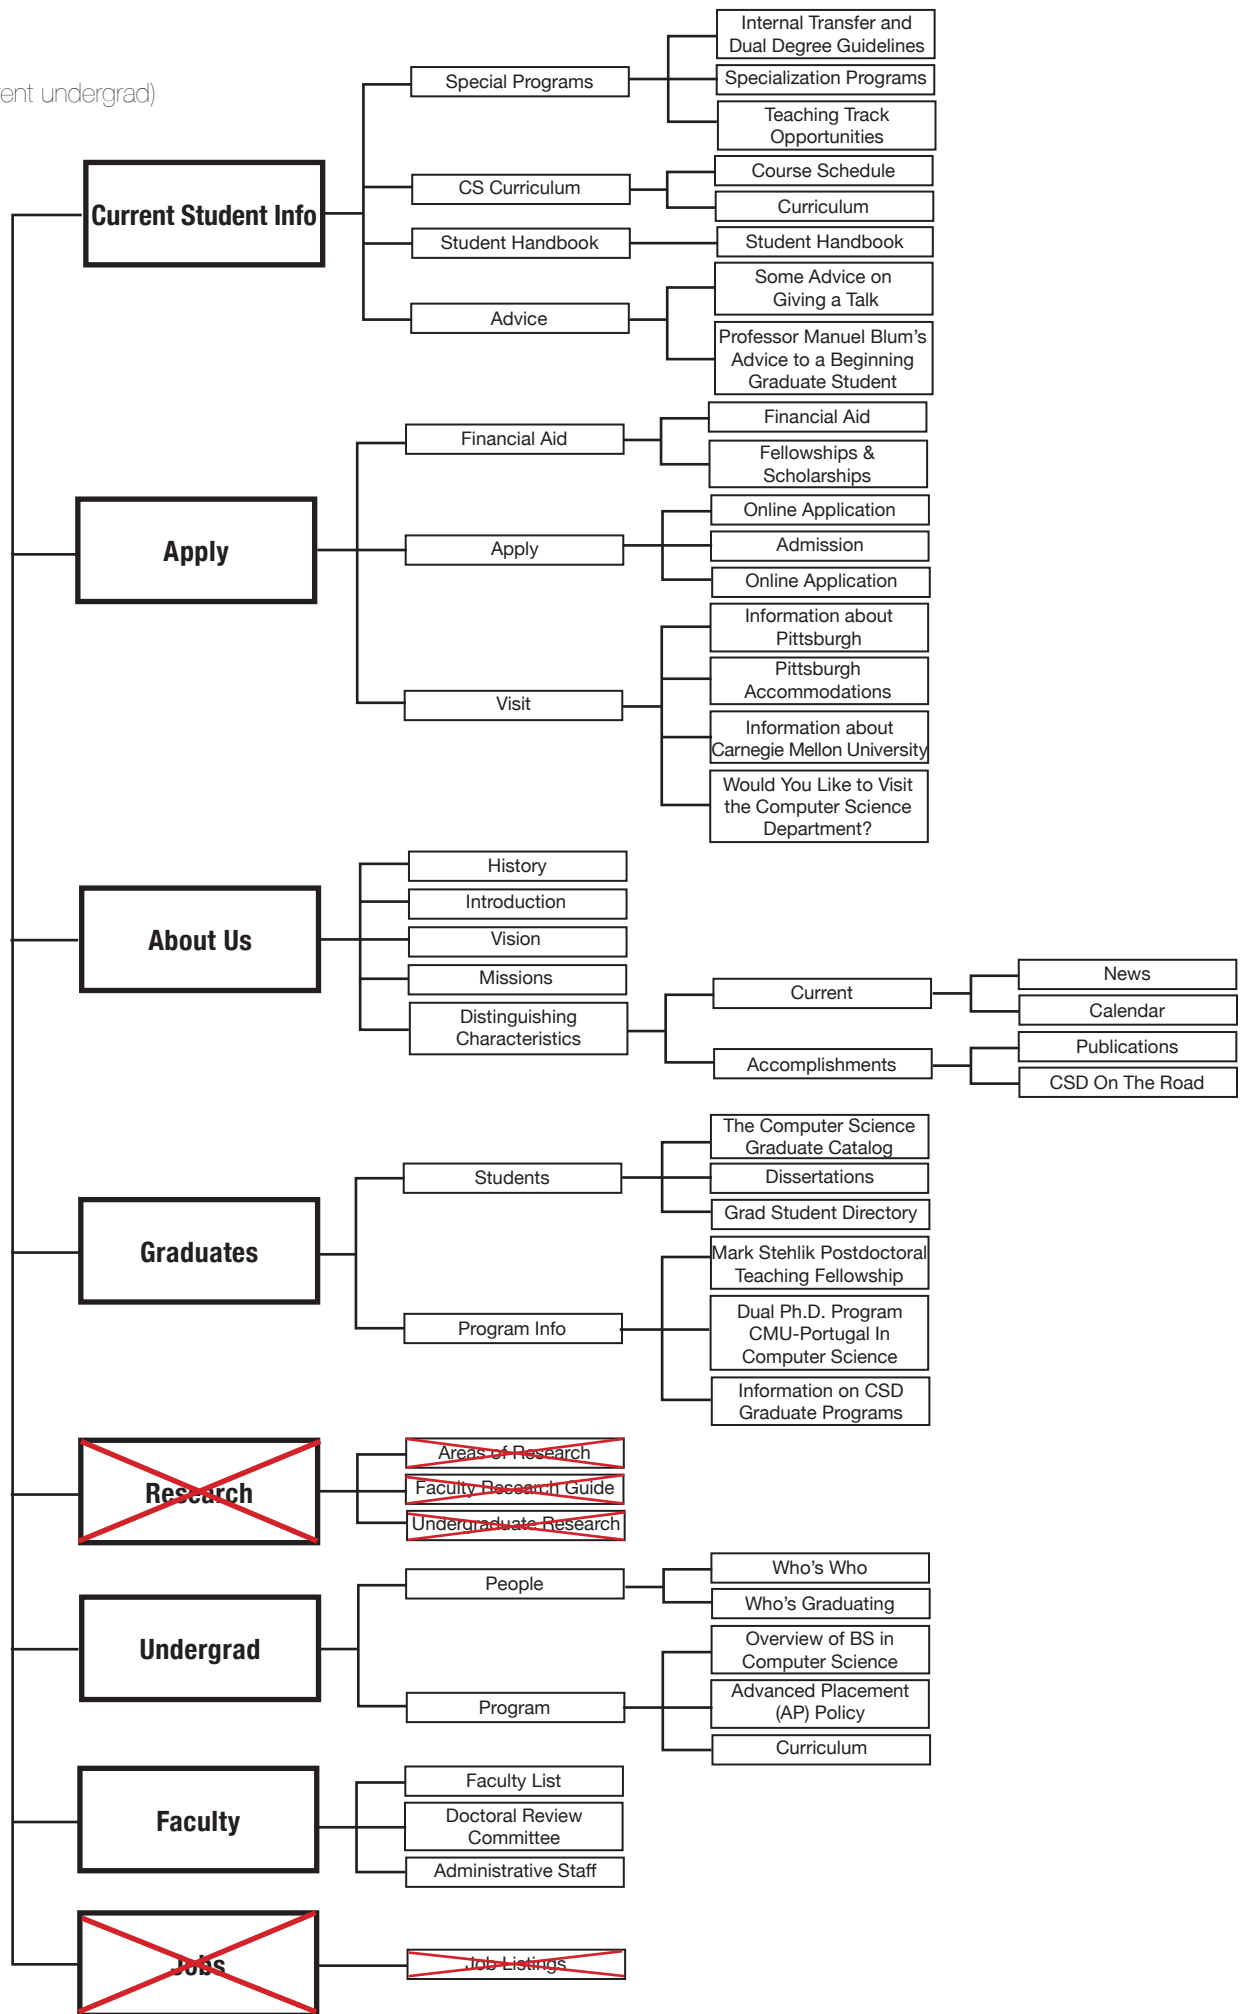 ent undergrad)
Current Student Info
Special Programs
Internal Transfer and
Dual Degree Guidelines
Specialization Programs
Teaching Track
Opportunities
CS Curriculum
Course Schedule
Curriculum
Student Handbook
Student Handbook
Advice
Some Advice on
Giving a Talk
Professor Manuel Blum's
Advice to a Beginning
Graduate Student
Apply
Financial Aid
Financial Aid
Fellowships &
Scholarships
Apply
Online Application
Admission
Online Application
Visit
Information about
Pittsburgh
Pittsburgh
Accommodations
Information about
Carnegie Mellon University
Would You Like to Visit
the Computer Science
Department?
About Us
History
Introduction
Vision
Missions
Distinguishing
Characteristics
Current
News
Calendar
Accomplishments
Publications
CSD On The Road
Graduates
Students
The Computer Science
Graduate Catalog
Dissertations
Grad Student Directory
Program Info
Mark Stehlik Postdoctoral
Teaching Fellowship
Dual Ph.D. Program
CMU-Portugal In
Computer Science
Information on CSD
Graduate Programs
Research
Areas of Research
Faculty Research Guide
Undergraduate Research
Undergrad
People
Who's Who
Who's Graduating
Program
Overview of BS in
Computer Science
Advanced Placement
(AP) Policy
Curriculum
Faculty
Faculty List
Doctoral Review
Committee
Administrative Staff
Jobs
Job Listings